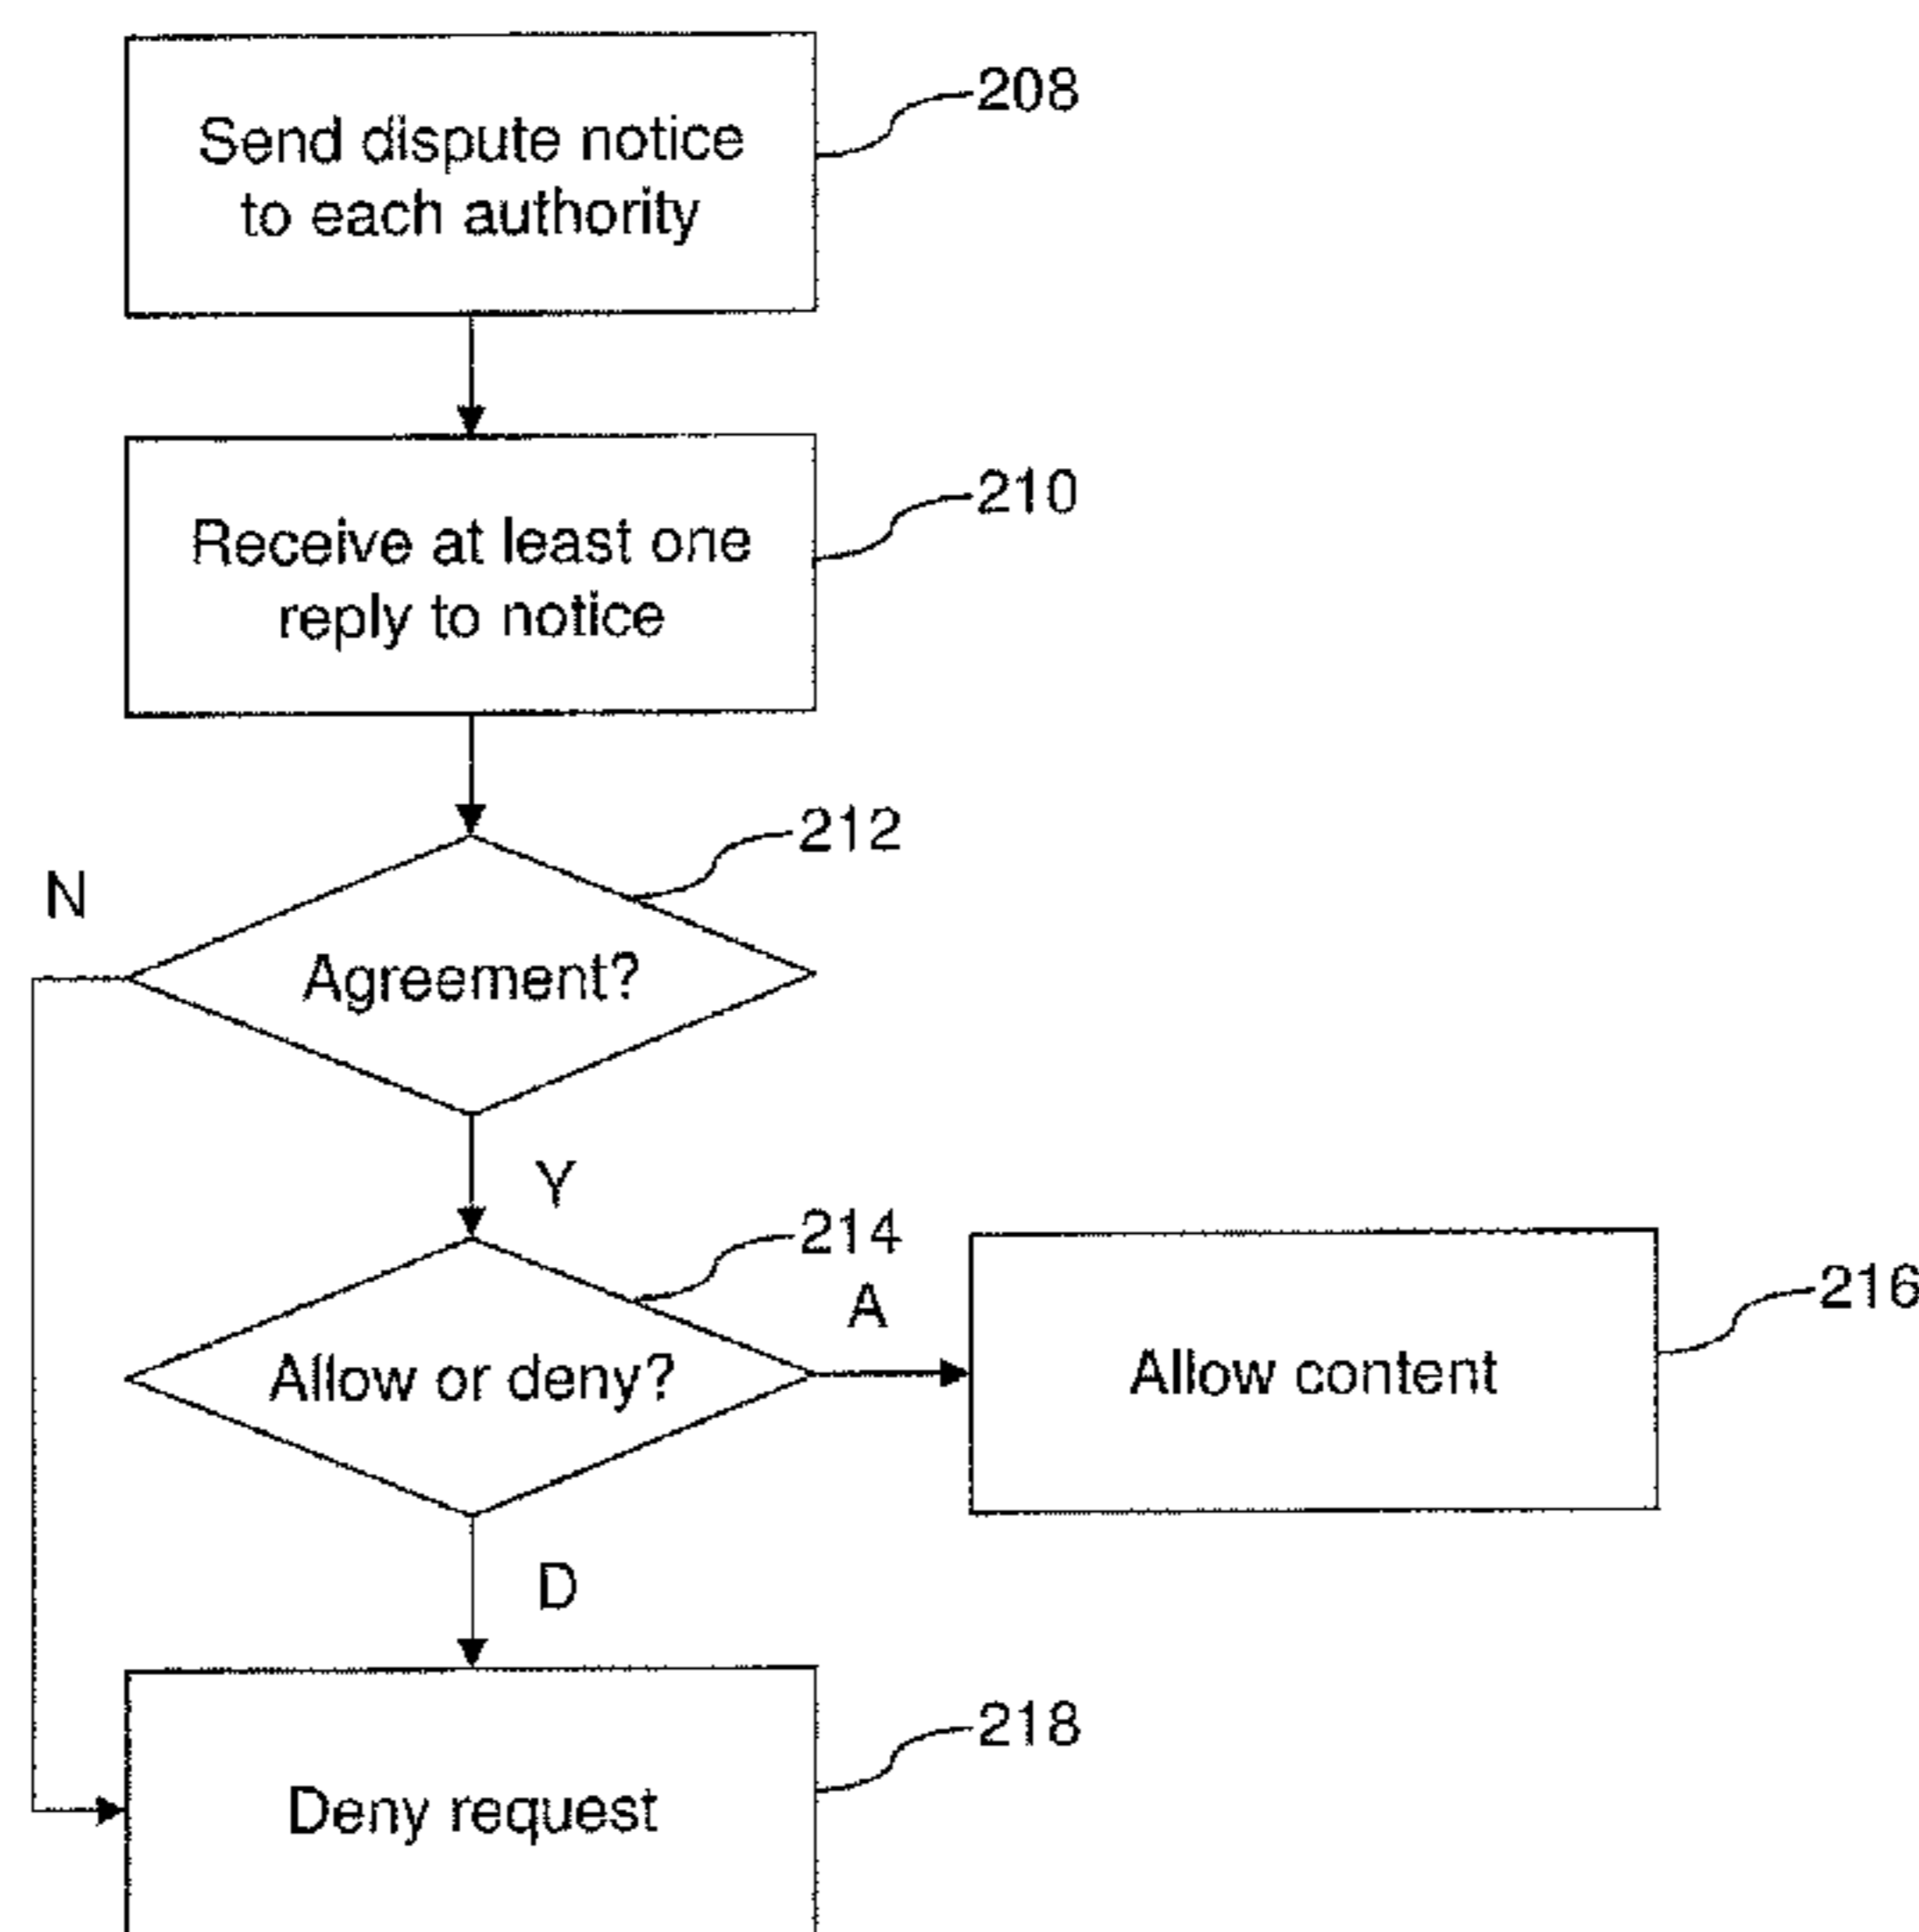 Send dispute notice
to each authority
208
Receive at least one
reply to notice
210
212
N
Agreement?
Y
214
A
Allow or deny?
Allow content
216
D
Deny request
218